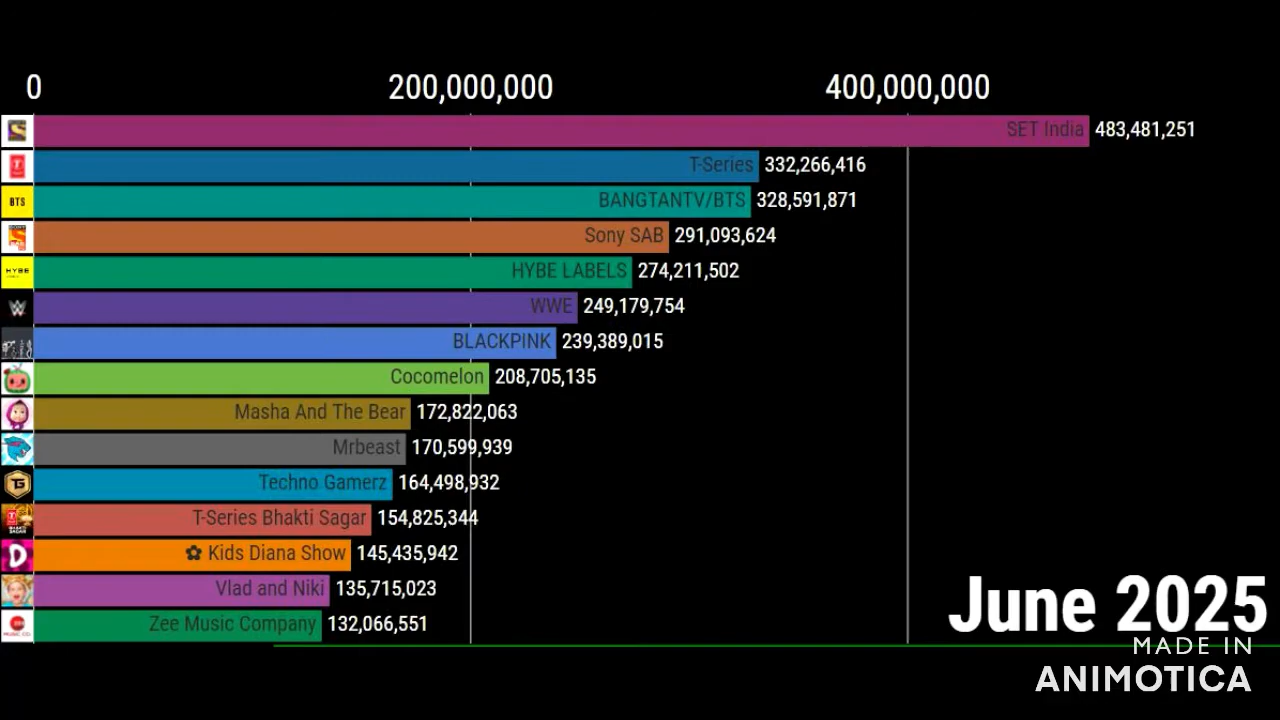 0 200,000,000 400,000,000
SET India 483,481,251
T-Series 332,266,416
BTS BANGTANTV/BTS 328,591,871
Sony SAB 291,093,624
HYBE HYBE LABELS 274,211,502
W WWE 249,179,754
BLACKPINK 239,389,015
Cocomelon 208,705,135
Masha And The Bear 172,822,063
Mrbeast 170,599,939
TG Techno Gamerz 164,498,932
T-Series Bhakti Sagar 154,825,344
D ✿ Kids Diana Show 145,435,942
Vlad and Niki 135,715,023
Zee Music Company 132,066,551
June 2025
MADE IN
ANIMOTICA